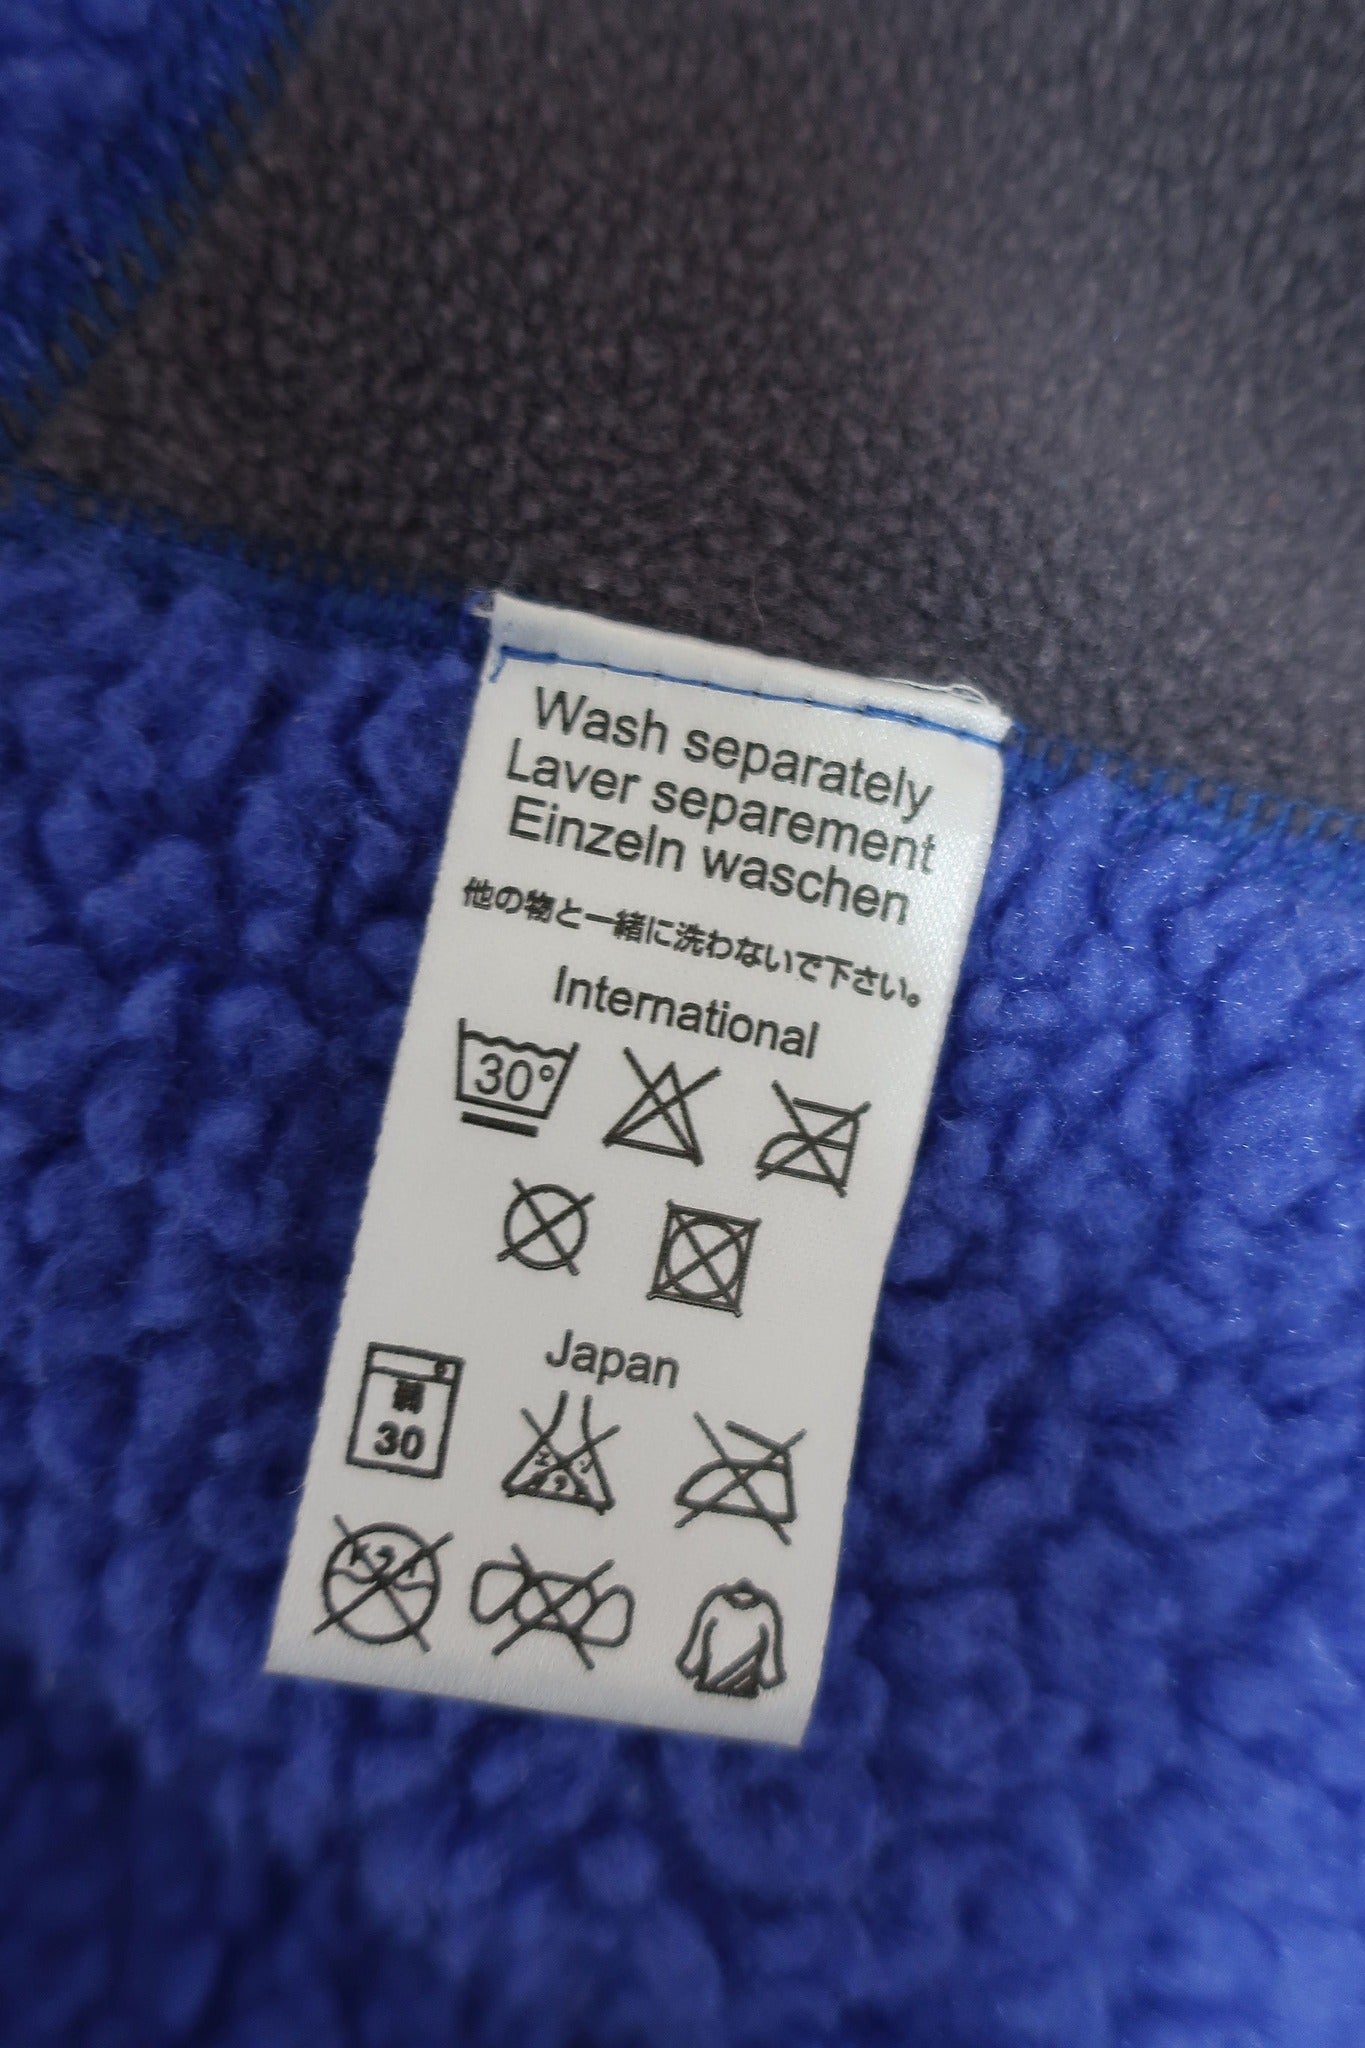 Wash separately
Laver separement
Einzeln waschen
他の物と一緒に洗わないで下さい。
International
30°
Japan
30